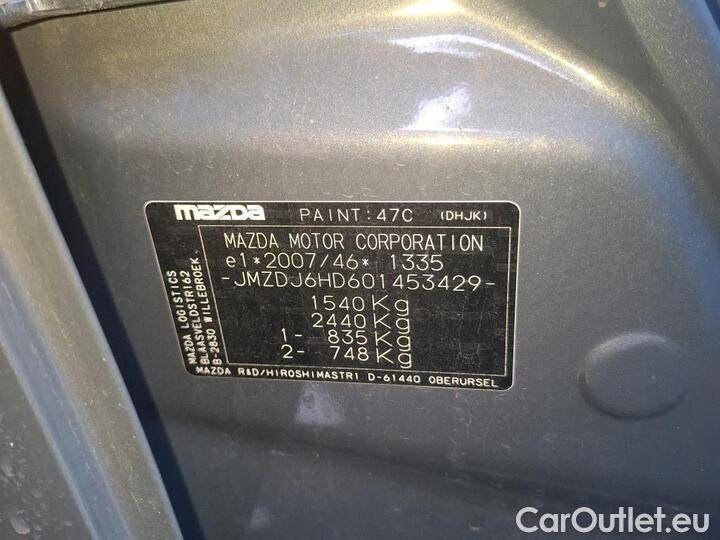 mazda PAINT:47C (DHJK)
MAZDA MOTOR CORPORATION
e1*2007/46* 1335
-JMZDJ6HD601453429-
1540Kg
2440Kg
1- 835Kg
2- 748Kg
MAZDA LOGISTICS
BLAASVELDSTR162
B-2830 WILLEBROEK.
MAZDA R&D/HIROSHIMASTR1 D-61440 OBERURSEL
CarOutlet.eu